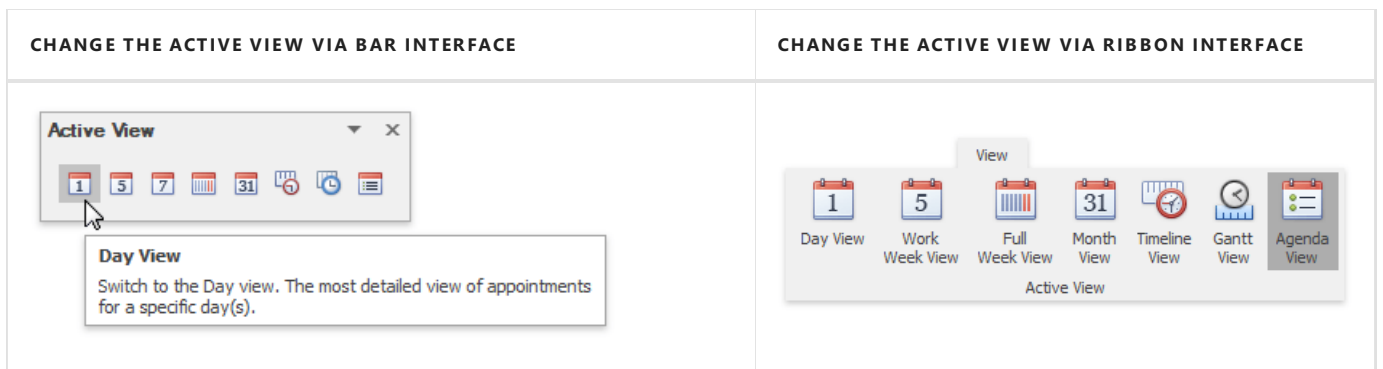 CHANGE THE ACTIVE VIEW VIA BAR INTERFACE
CHANGE THE ACTIVE VIEW VIA RIBBON INTERFACE
Active View
1 5 7 31
Day View
Switch to the Day view. The most detailed view of appointments
for a specific day(s).
View
1 5 31
Day View Work Full Month Timeline Gantt Agenda
Week View Week View View View View View
Active View